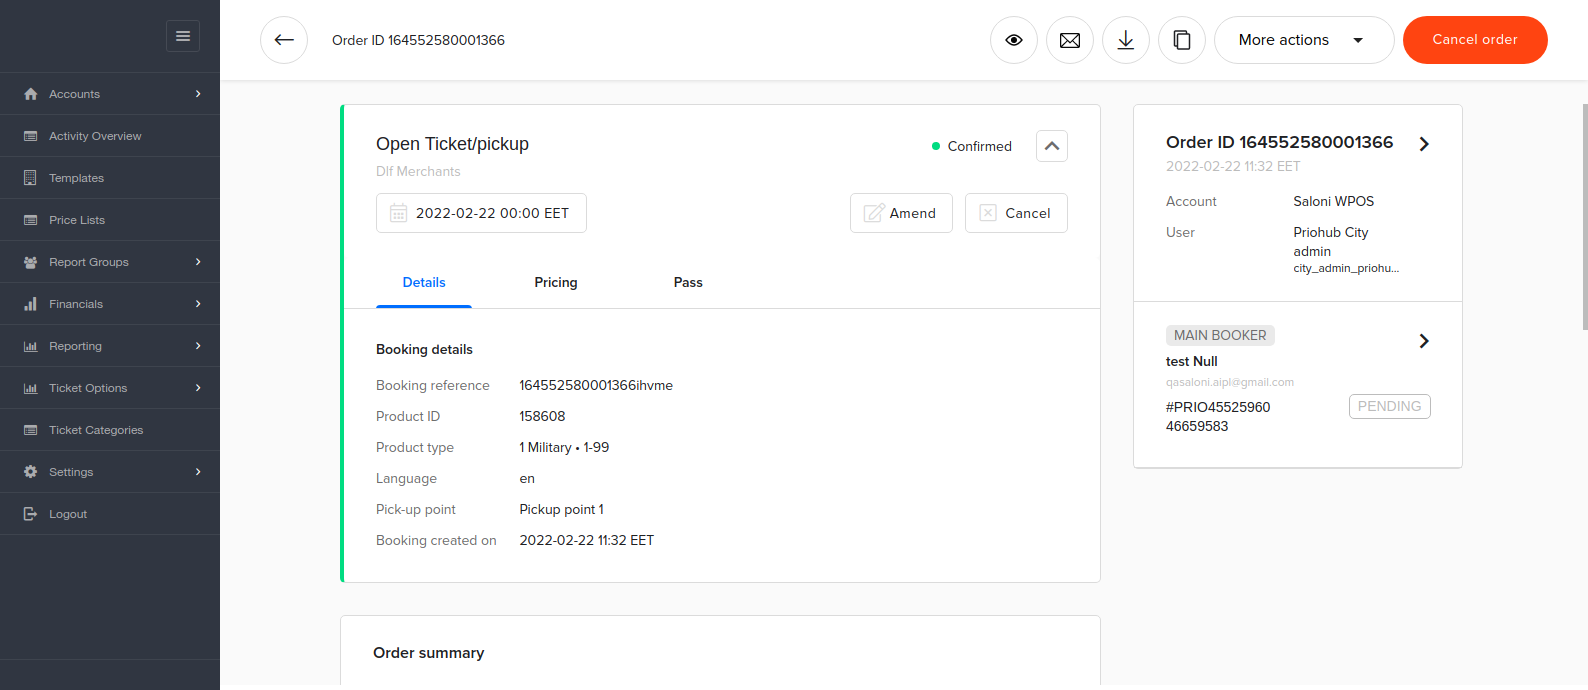 Order ID 164552580001366
More actions
Cancel order
Accounts
Activity Overview
Templates
Price Lists
Report Groups
Financials
Reporting
Ticket Options
Ticket Categories
Settings
Logout
Open Ticket/pickup
Confirmed
Dlf Merchants
2022-02-22 00:00 EET
Amend
Cancel
Details
Pricing
Pass
Booking details
Booking reference 164552580001366ihvme
Product ID 158608
Product type 1 Military • 1-99
Language en
Pick-up point Pickup point 1
Booking created on 2022-02-22 11:32 EET
Order summary
Order ID 164552580001366
2022-02-22 11:32 EET
Account Saloni WPOS
User Priohub City
admin
city_admin_priohu...
MAIN BOOKER
test Null
qasaloni.aipl@gmail.com
#PRIO45525960
46659583
PENDING